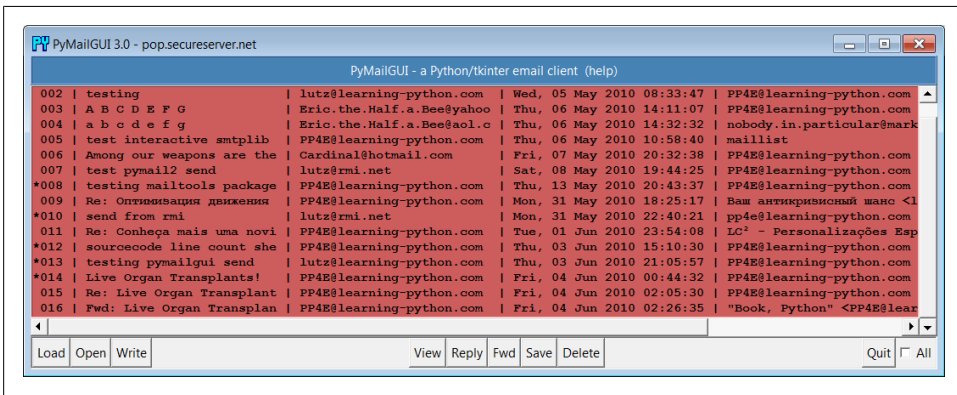 PY PyMailGUI 3.0 - pop.secureserver.net
PyMailGUI - a Python/tkinter email client (help)
002 | testing | lutz@learning-python.com | Wed, 05 May 2010 08:33:47 | PP4E@learning-python.com
003 | A B C D E F G | Eric.the.Half.a.Bee@yahoo | Thu, 06 May 2010 14:11:07 | PP4E@learning-python.com
004 | a b c d e f g | Eric.the.Half.a.Bee@aol.c | Thu, 06 May 2010 14:32:32 | nobody.in.particular@mark
005 | test interactive smtplib | PP4E@learning-python.com | Thu, 06 May 2010 10:58:40 | maillist
006 | Among our weapons are the | Cardinal@hotmail.com | Fri, 07 May 2010 20:32:38 | PP4E@learning-python.com
007 | test pymail2 send | lutz@rmi.net | Sat, 08 May 2010 19:44:25 | PP4E@learning-python.com
*008 | testing mailtools package | PP4E@learning-python.com | Thu, 13 May 2010 20:43:37 | PP4E@learning-python.com
009 | Re: Оптимизация движения | PP4E@learning-python.com | Mon, 31 May 2010 18:25:17 | Ваш антикризисный шанс <l
*010 | send from rmi | lutz@rmi.net | Mon, 31 May 2010 22:40:21 | pp4e@learning-python.com
011 | Re: Conheça mais uma novi | PP4E@learning-python.com | Tue, 01 Jun 2010 23:54:08 | LC² - Personalizações Esp
*012 | sourcecode line count she | PP4E@learning-python.com | Thu, 03 Jun 2010 15:10:30 | PP4E@learning-python.com
*013 | testing pymailgui send | lutz@learning-python.com | Thu, 03 Jun 2010 21:05:57 | PP4E@learning-python.com
*014 | Live Organ Transplants! | PP4E@learning-python.com | Fri, 04 Jun 2010 00:44:32 | PP4E@learning-python.com
015 | Re: Live Organ Transplant | PP4E@learning-python.com | Fri, 04 Jun 2010 02:05:30 | PP4E@learning-python.com
016 | Fwd: Live Organ Transplan | PP4E@learning-python.com | Fri, 04 Jun 2010 02:26:35 | "Book, Python" <PP4E@lear
Load Open Write View Reply Fwd Save Delete Quit All